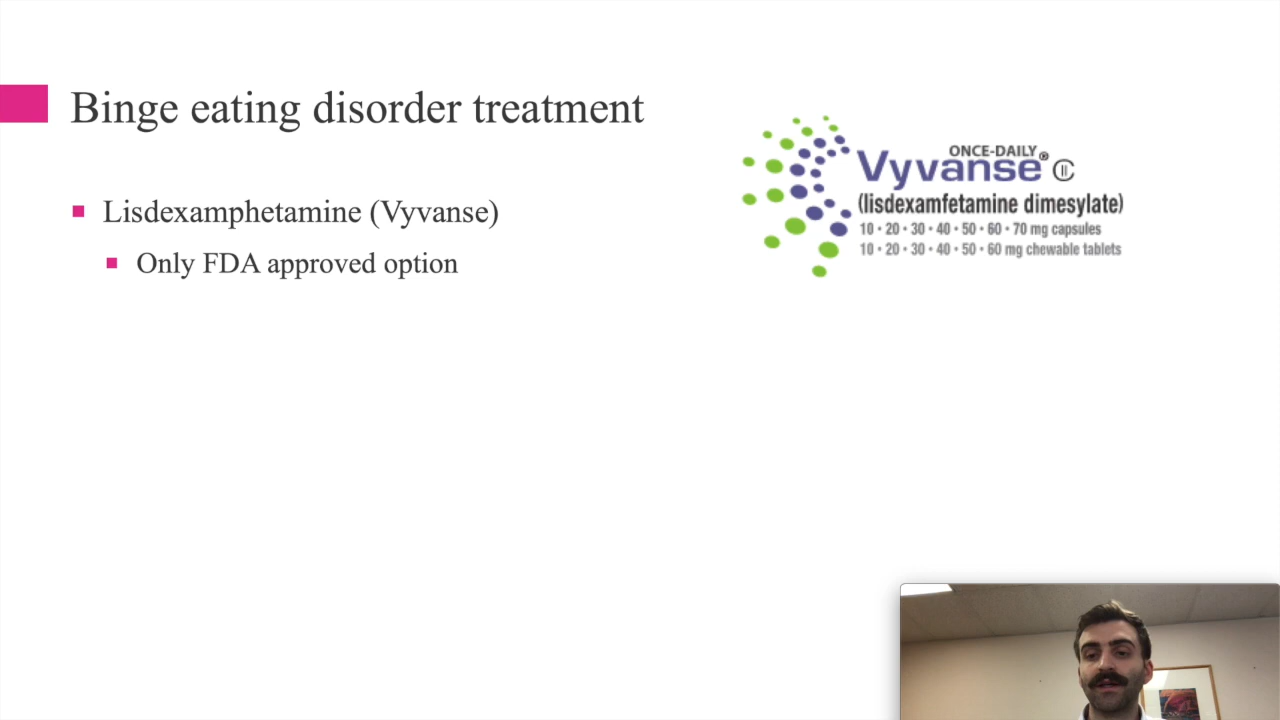 Binge eating disorder treatment
Lisdexamphetamine (Vyvanse)
Only FDA approved option
ONCE-DAILY
Vyvanse® CII
(lisdexamfetamine dimesylate)
10 • 20 • 30 • 40 • 50 • 60 • 70 mg capsules
10 • 20 • 30 • 40 • 50 • 60 mg chewable tablets